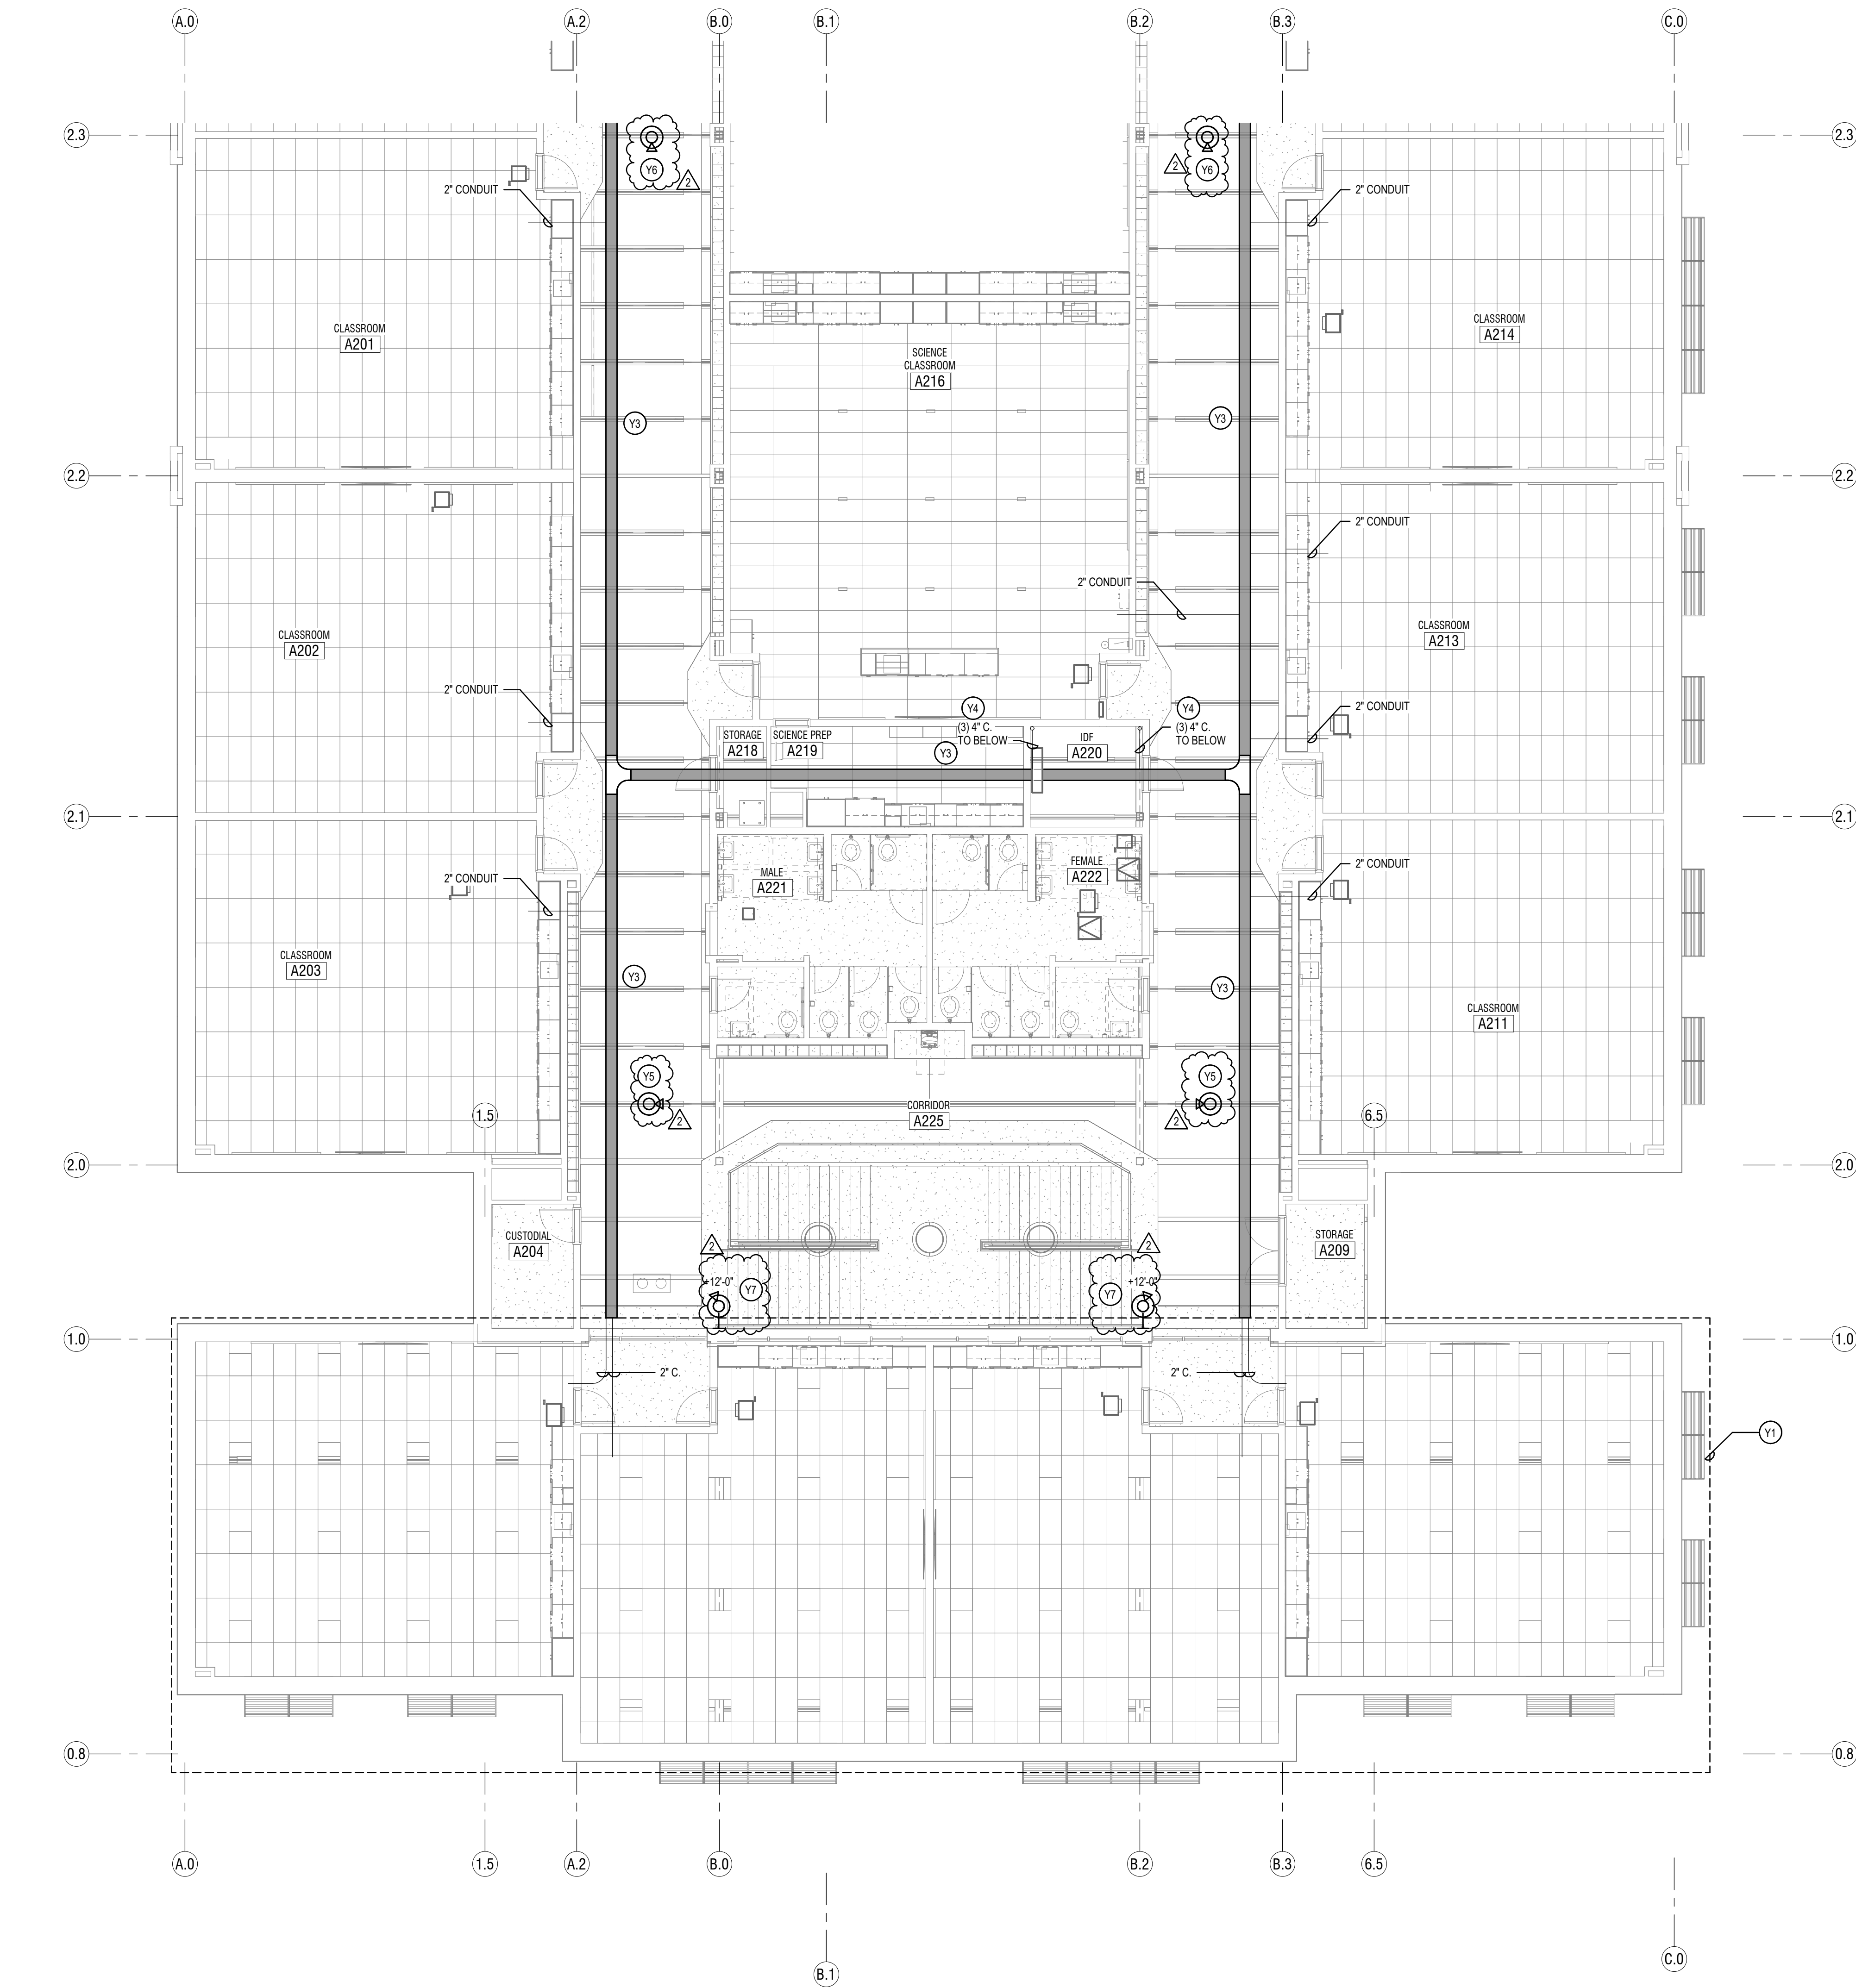 A.0
A.2
B.0
B.1
B.2
B.3
C.0
2.3
2.3
Y6
2
2
Y6
2" CONDUIT
2" CONDUIT
CLASSROOM
A201
SCIENCE
CLASSROOM
A216
CLASSROOM
A214
Y3
Y3
2.2
2.2
2" CONDUIT
2" CONDUIT
CLASSROOM
A202
CLASSROOM
A213
2" CONDUIT
2" CONDUIT
Y4
Y4
(3) 4" C.
TO BELOW
(3) 4" C.
TO BELOW
STORAGE
A218
SCIENCE PREP
A219
Y3
IDF
A220
2.1
2.1
2" CONDUIT
2" CONDUIT
MALE
A221
FEMALE
A222
CLASSROOM
A203
Y3
Y3
CLASSROOM
A211
Y5
Y5
2
2
1.5
CORRIDOR
A225
6.5
2.0
2.0
CUSTODIAL
A204
STORAGE
A209
2
2
+12'-0"
Y7
Y7
+12'-0"
1.0
1.0
2" C.
2" C.
Y1
0.8
0.8
A.0
1.5
A.2
B.0
B.2
B.3
6.5
B.1
C.0